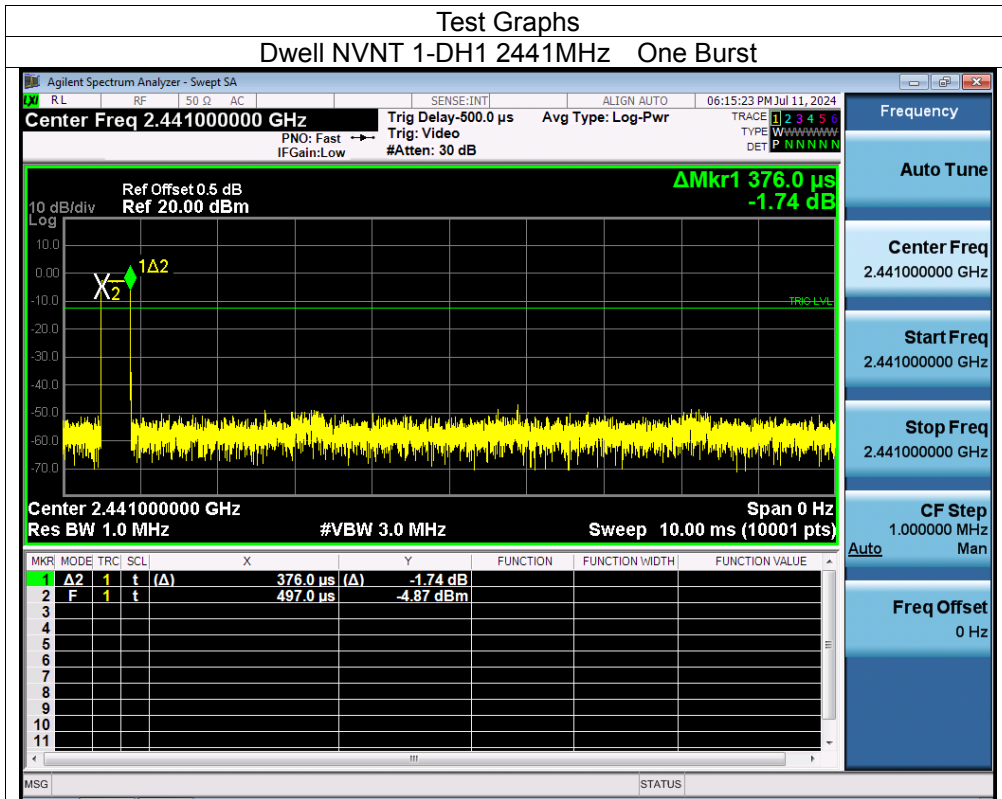 Test Graphs
Dwell NVNT 1-DH1 2441MHz One Burst
Agilent Spectrum Analyzer - Swept SA
LXI RL RF 50 Ω AC SENSE:INT ALIGN AUTO 06:15:23 PM Jul 11, 2024
Center Freq 2.441000000 GHz
PNO: Fast
IFGain:Low
Trig Delay-500.0 µs
Trig: Video
#Atten: 30 dB
Avg Type: Log-Pwr
TRACE 1 2 3 4 5 6
TYPE WWWWWW
DET P N N N N N
Ref Offset 0.5 dB
10 dB/div Ref 20.00 dBm
Log
ΔMkr1 376.0 µs
-1.74 dB
10.0
0.00
-10.0
-20.0
-30.0
-40.0
-50.0
-60.0
-70.0
1Δ2
X2
TRIG LVL
Center 2.441000000 GHz Span 0 Hz
Res BW 1.0 MHz #VBW 3.0 MHz Sweep 10.00 ms (10001 pts)
MKR MODE TRC SCL X Y FUNCTION FUNCTION WIDTH FUNCTION VALUE
1 Δ2 1 t (Δ) 376.0 µs (Δ) -1.74 dB
2 F 1 t 497.0 µs -4.87 dBm
3
4
5
6
7
8
9
10
11
MSG STATUS
Frequency
Auto Tune
Center Freq
2.441000000 GHz
Start Freq
2.441000000 GHz
Stop Freq
2.441000000 GHz
CF Step
1.000000 MHz
Auto Man
Freq Offset
0 Hz